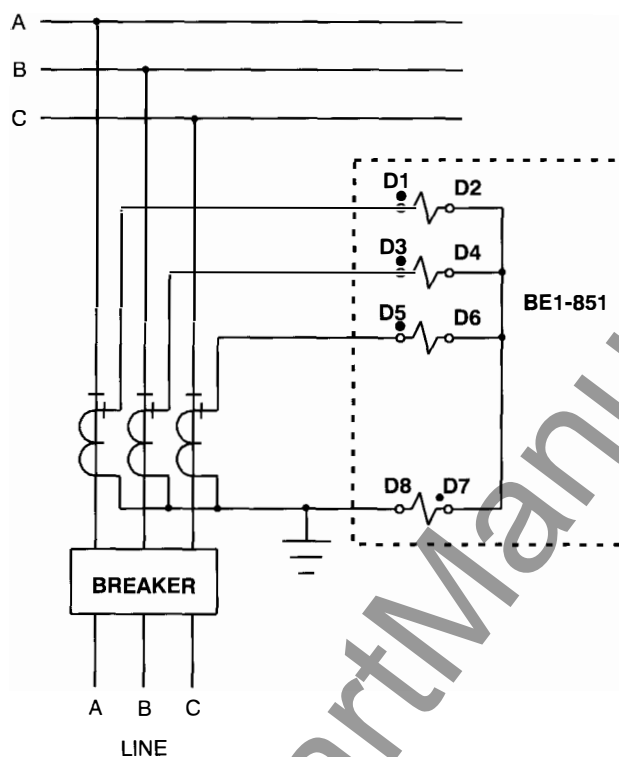 A
B
C
D1 D2
D3 D4
D5 D6
BE1-851
D8 D7
BREAKER
A B C
LINE